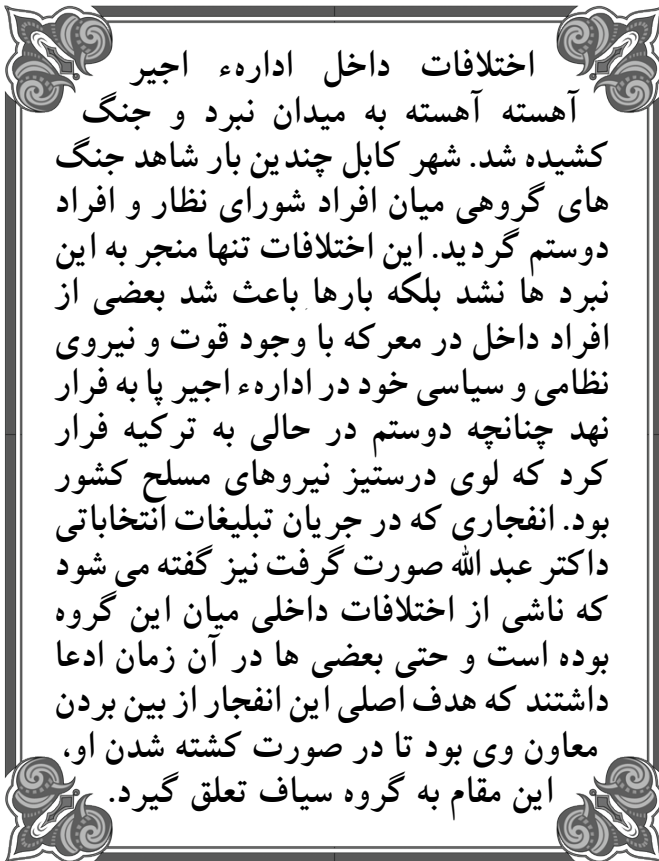 اختلافات داخل ادارهء اجیر
آهسته آهسته به میدان نبرد و جنگ
کشیده شد. شهر کابل چندین بار شاهد جنگ
های گروهی میان افراد شورای نظار و افراد
دوستم گردید. این اختلافات تنها منجر به این
نبرد ها نشد بلکه بارها باعث شد بعضی از
افراد داخل در معرکه با وجود قوت و نیروی
نظامی و سیاسی خود در ادارهء اجیر پا به فرار
نهد چنانچه دوستم در حالی به ترکیه فرار
کرد که لوی درستیز نیروهای مسلح کشور
بود. انفجاری که در جریان تبلیغات انتخاباتی
داکتر عبد الله صورت گرفت نیز گفته می شود
که ناشی از اختلافات داخلی میان این گروه
بوده است و حتی بعضی ها در آن زمان ادعا
داشتند که هدف اصلی این انفجار از بین بردن
معاون وی بود تا در صورت کشته شدن او،
این مقام به گروه سیاف تعلق گیرد.